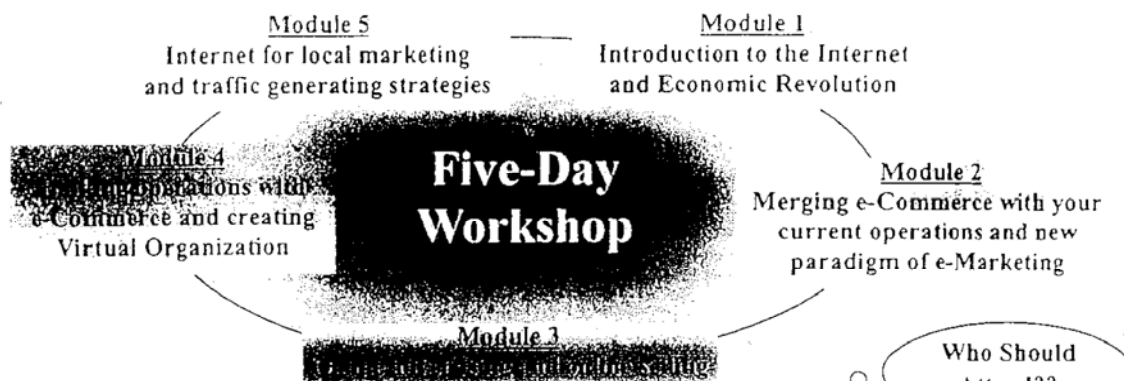 Module 5
Internet for local marketing
and traffic generating strategies
Module 1
Introduction to the Internet
and Economic Revolution
Five-Day
Workshop
Module 4
operations with
e-Commerce and creating
Virtual Organization
Module 2
Merging e-Commerce with your
current operations and new
paradigm of e-Marketing
Module 3
Who Should